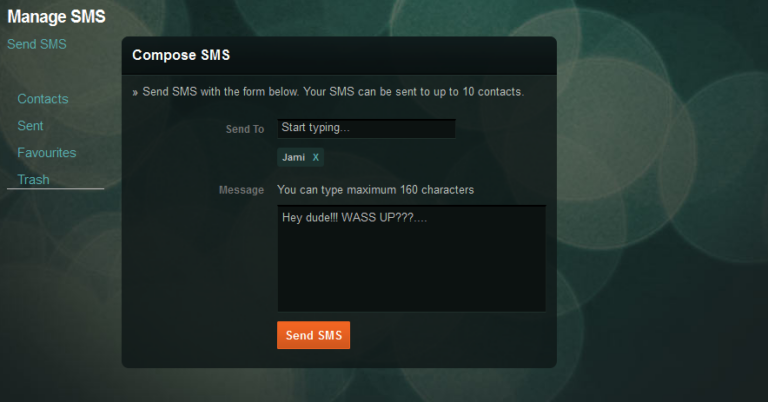 Manage SMS
Send SMS
Contacts
Sent
Favourites
Trash
Compose SMS
» Send SMS with the form below. Your SMS can be sent to up to 10 contacts.
Send To
Start typing...
Jami X
Message
You can type maximum 160 characters
Hey dude!!! WASS UP???....
Send SMS